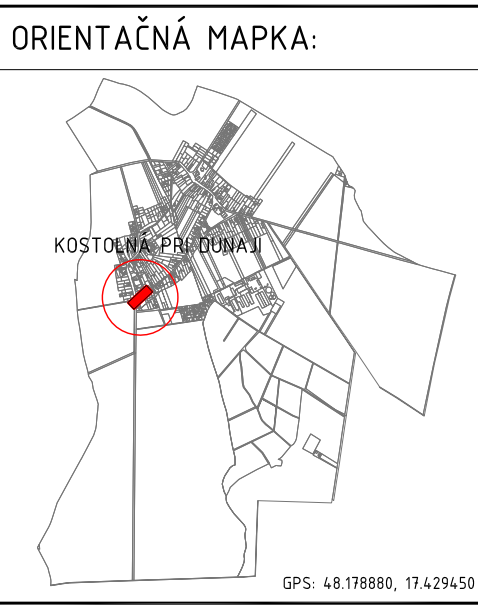 ORIENTAČNÁ MAPKA:
KOSTOLNÁ PRI DUNAJI
GPS: 48.178880, 17.429450